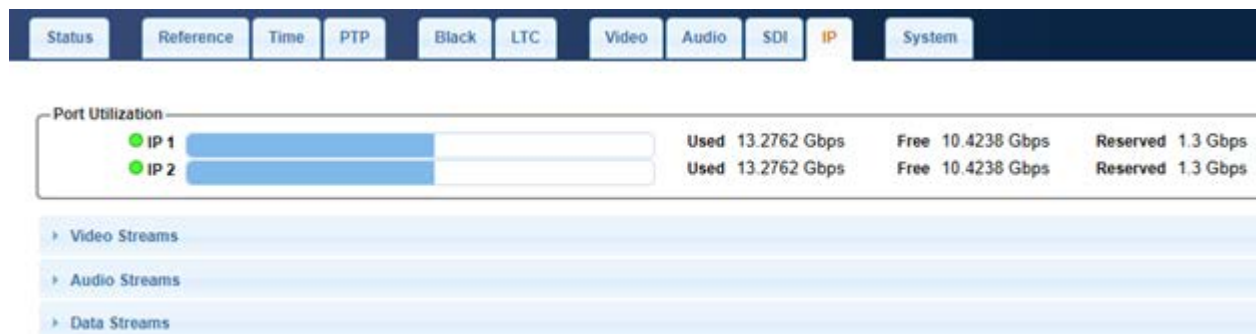 Status Reference Time PTP Black LTC Video Audio SDI IP System
Port Utilization
IP 1 Used 13.2762 Gbps Free 10.4238 Gbps Reserved 1.3 Gbps
IP 2 Used 13.2762 Gbps Free 10.4238 Gbps Reserved 1.3 Gbps
Video Streams
Audio Streams
Data Streams